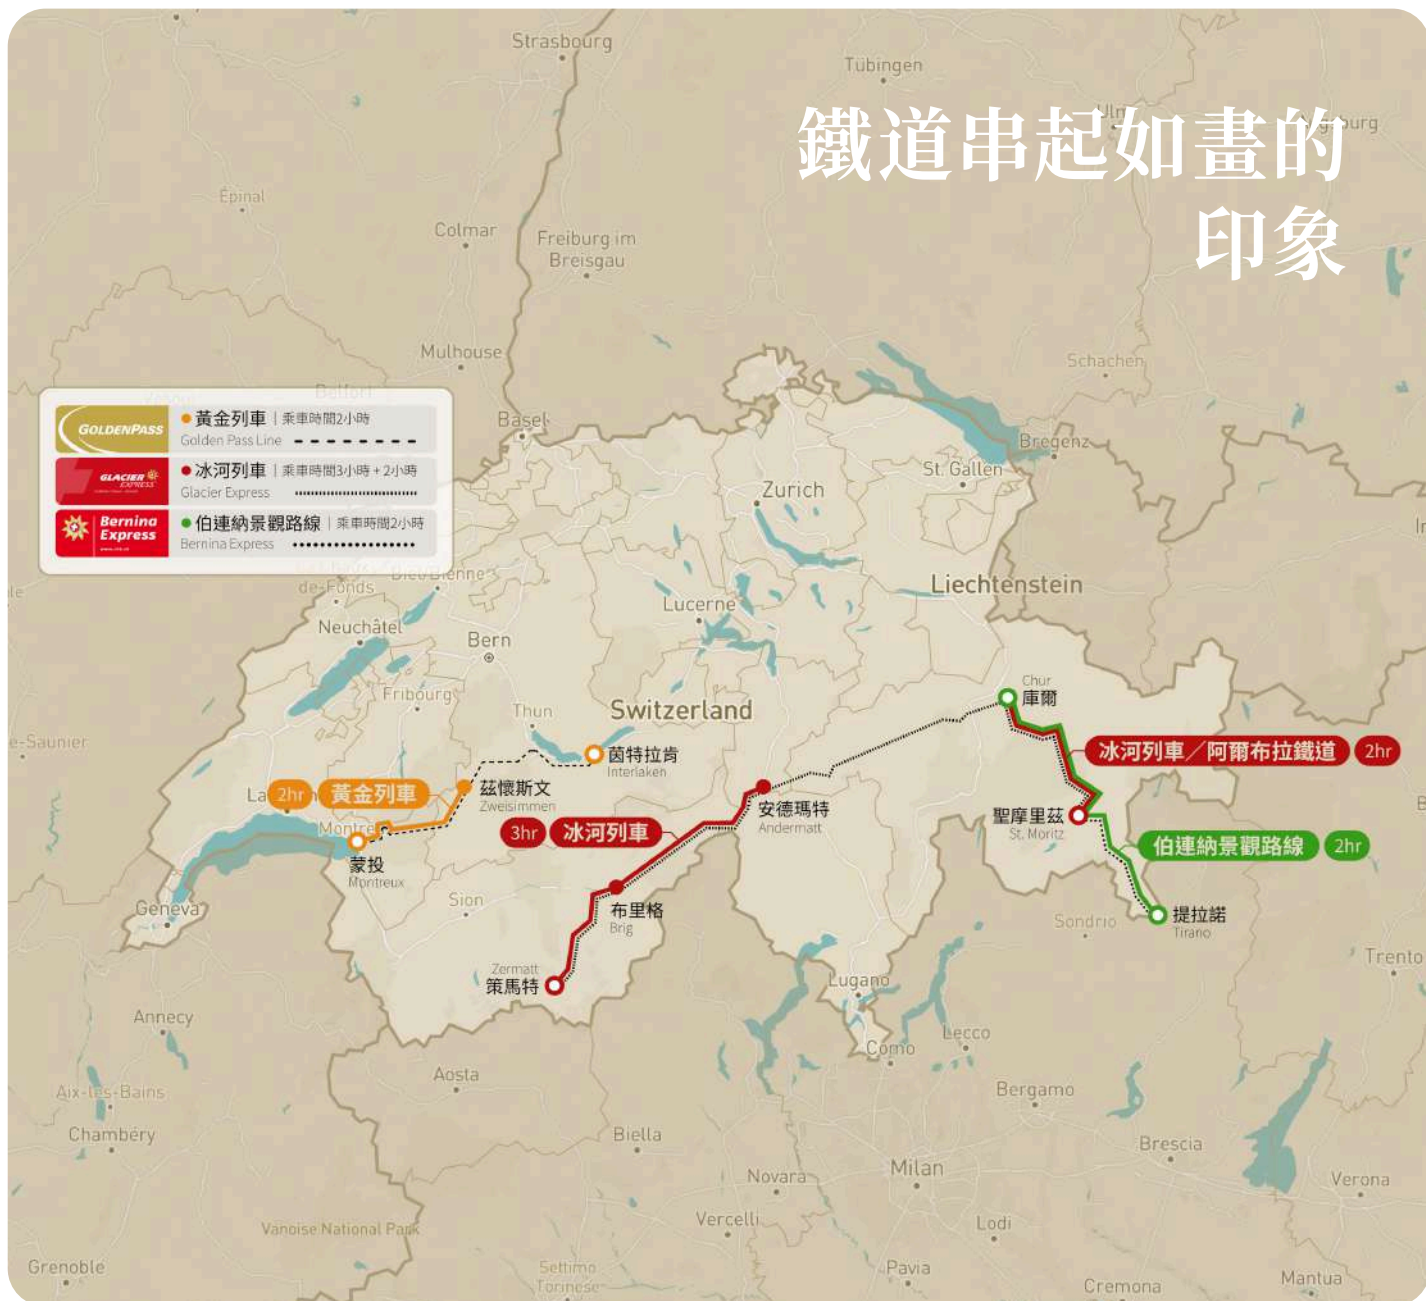 Strasbourg
Tübingen
Ulm
鐵道串起如畫的
印象
Épinal
Colmar
Freiburg im
Breisgau
Mulhouse
Schachen
Belfort
GOLDENPASS
黃金列車 | 乘車時間2小時
Golden Pass Line
GLACIER
EXPRESS
冰河列車 | 乘車時間3小時 + 2小時
Glacier Express
Bernina
Express
伯連納景觀路線 | 乘車時間2小時
Bernina Express
Basel
Bregenz
St. Gallen
Zurich
Liechtenstein
de-Fonds
Lucerne
Neuchâtel
Bern
Fribourg
Thun
Switzerland
Chur
庫爾
冰河列車／阿爾布拉鐵道 2hr
茵特拉肯
Interlaken
2hr 黃金列車
茲懷斯文
Zweisimmen
安德瑪特
Andermatt
聖摩里茲
St. Moritz
3hr 冰河列車
伯連納景觀路線 2hr
蒙投
Montreux
Sion
布里格
Brig
Geneva
Sondrio
提拉諾
Tirano
Zermatt
策馬特
Lugano
Trento
Annecy
Lecco
Como
Aosta
Aix-les-Bains
Bergamo
Chambéry
Biella
Brescia
Novara
Milan
Verona
Vercelli
Lodi
Vanoise National Park
Grenoble
Settimo
Torinese
Pavia
Cremona
Mantua